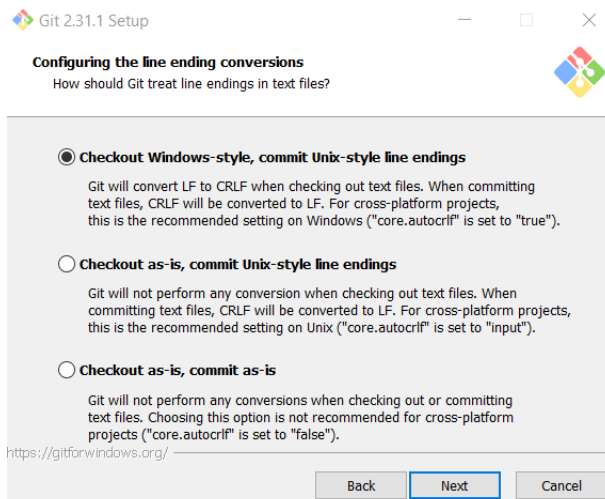 Git 2.31.1 Setup
Configuring the line ending conversions
How should Git treat line endings in text files?
Checkout Windows-style, commit Unix-style line endings
Git will convert LF to CRLF when checking out text files. When committing
text files, CRLF will be converted to LF. For cross-platform projects,
this is the recommended setting on Windows ("core.autocrlf" is set to "true").
Checkout as-is, commit Unix-style line endings
Git will not perform any conversion when checking out text files. When
committing text files, CRLF will be converted to LF. For cross-platform projects,
this is the recommended setting on Unix ("core.autocrlf" is set to "input").
Checkout as-is, commit as-is
Git will not perform any conversions when checking out or committing
text files. Choosing this option is not recommended for cross-platform
projects ("core.autocrlf" is set to "false").
https://gitforwindows.org/
Back Next Cancel